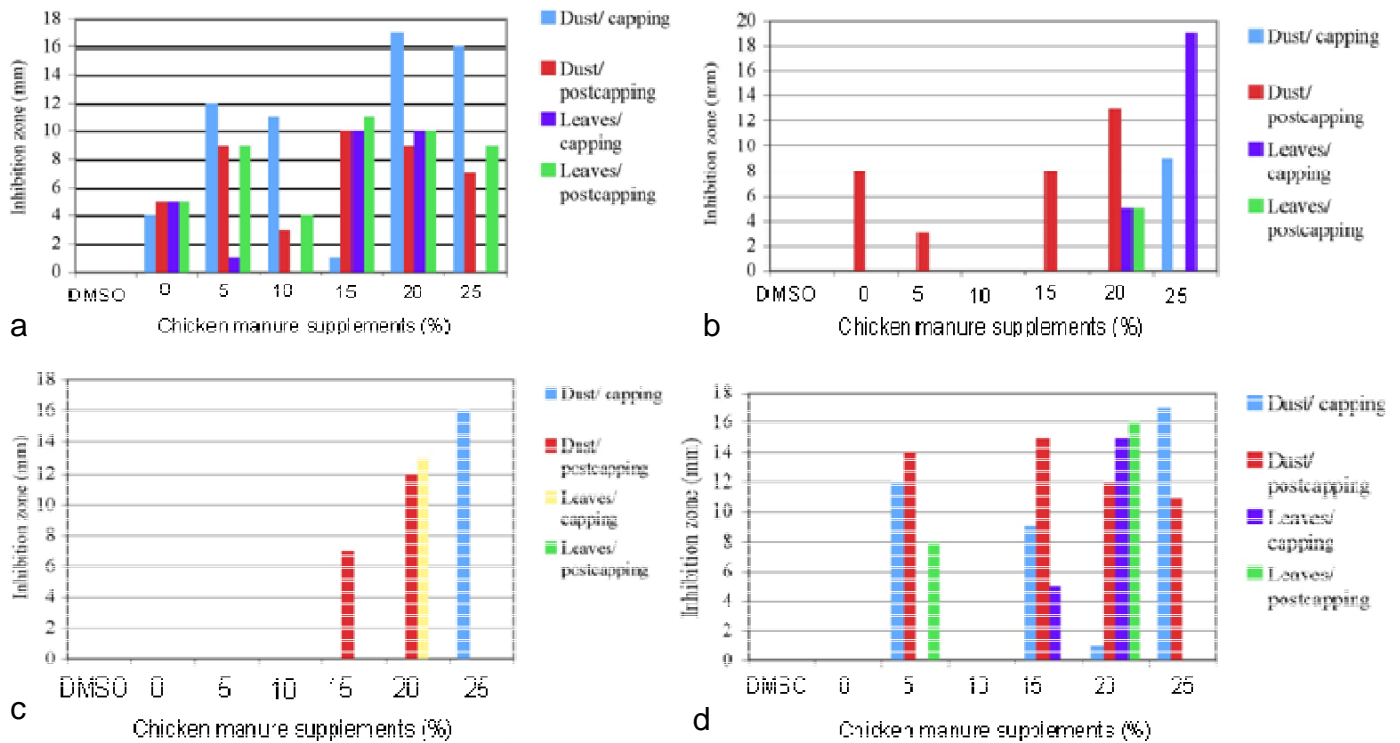 18
16
14
12
10
8
6
4
2
0
Inhibition zone (mm)
DMSO 0 5 10 15 20 25
Chicken manure supplements (%)
Dust/ capping
Dust/
postcapping
Leaves/
capping
Leaves/
postcapping
a
20
18
16
14
12
10
8
6
4
2
0
Inhibition zone (mm)
DMSO 0 5 10 15 20 25
Chicken manure supplements (%)
Dust/ capping
Dust/
postcapping
Leaves/
capping
Leaves/
postcapping
b
18
16
14
12
10
8
6
4
2
0
Inhibition zone (mm)
DMSO 0 5 10 15 20 25
Chicken manure supplements (%)
Dust/ capping
Dust/
postcapping
Leaves/
capping
Leaves/
postcapping
c
18
16
14
12
10
8
6
4
2
0
Inhibition zone (mm)
DMSO 0 5 10 15 20 25
Chicken manure supplements (%)
Dust/ capping
Dust/
postcapping
Leaves/
capping
Leaves/
postcapping
d